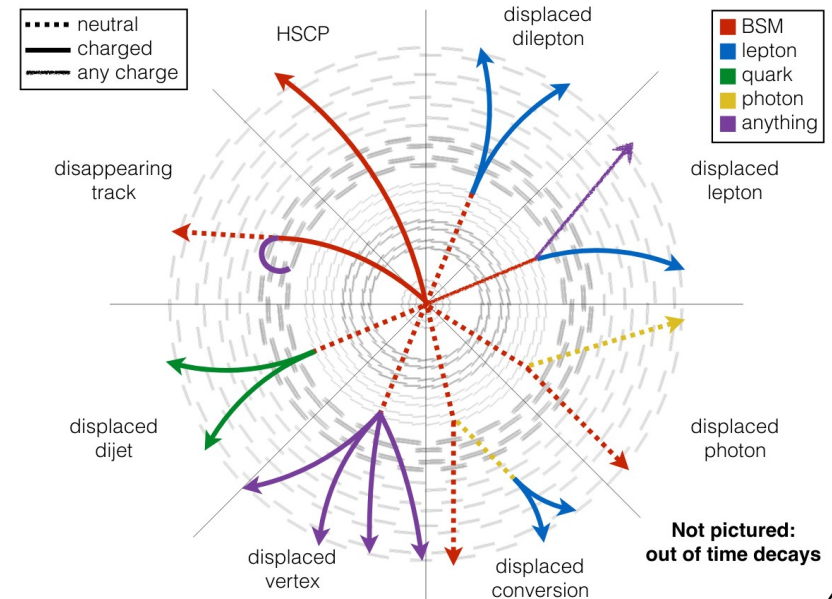 neutral
charged
any charge
HSCP
displaced
dilepton
BSM
lepton
quark
photon
anything
disappearing
track
displaced
lepton
displaced
dijet
displaced
photon
displaced
vertex
displaced
conversion
Not pictured:
out of time decays